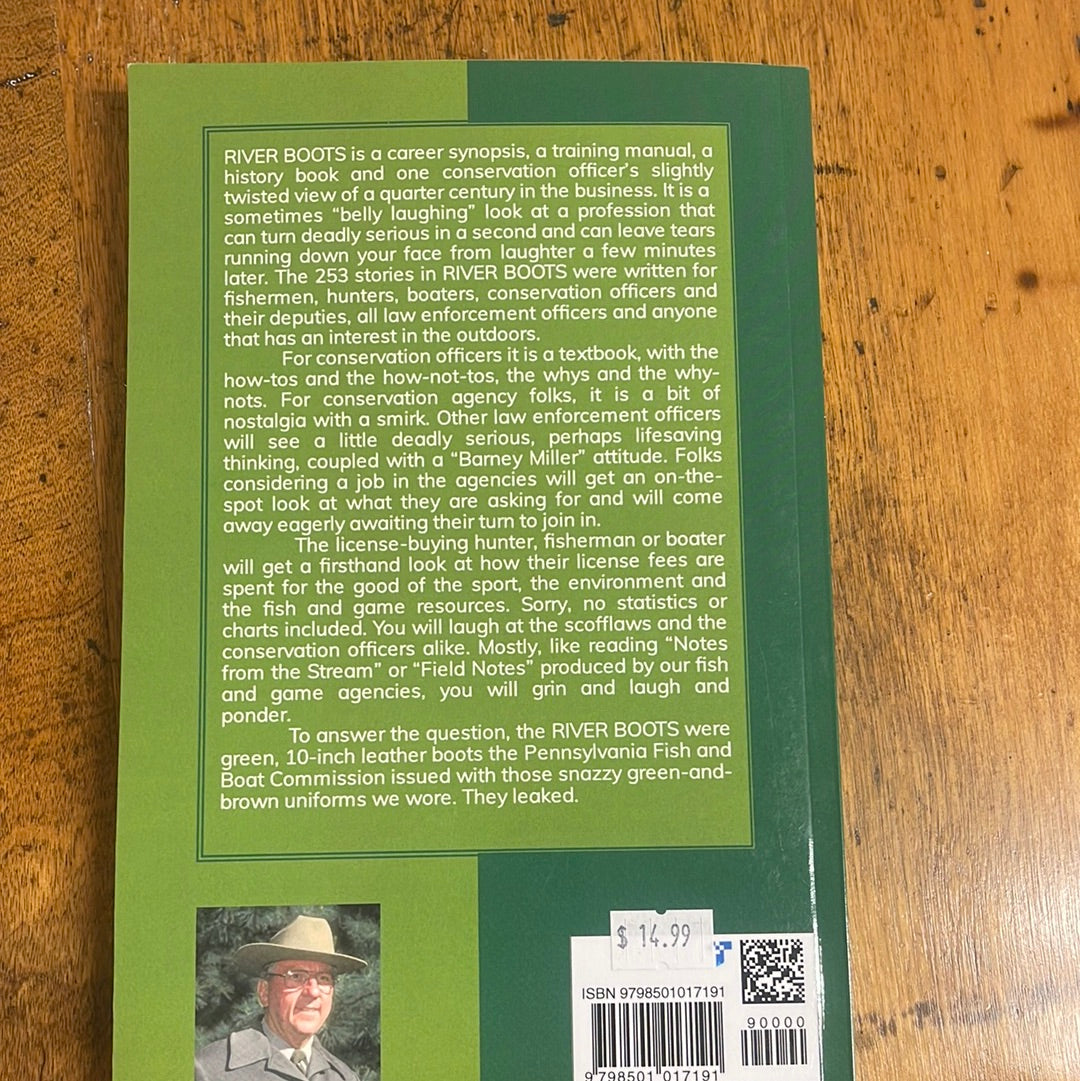 RIVER BOOTS is a career synopsis, a training manual, a
history book and one conservation officer's slightly
twisted view of a quarter century in the business. It is a
sometimes “belly laughing” look at a profession that
can turn deadly serious in a second and can leave tears
running down your face from laughter a few minutes
later. The 253 stories in RIVER BOOTS were written for
fishermen, hunters, boaters, conservation officers and
their deputies, all law enforcement officers and anyone
that has an interest in the outdoors.
For conservation officers it is a textbook, with the
how-tos and the how-not-tos, the whys and the why-
nots. For conservation agency folks, it is a bit of
nostalgia with a smirk. Other law enforcement officers
will see a little deadly serious, perhaps lifesaving
thinking, coupled with a “Barney Miller” attitude. Folks
considering a job in the agencies will get an on-the-
spot look at what they are asking for and will come
away eagerly awaiting their turn to join in.
The license-buying hunter, fisherman or boater
will get a firsthand look at how their license fees are
spent for the good of the sport, the environment and
the fish and game resources. Sorry, no statistics or
charts included. You will laugh at the scofflaws and the
conservation officers alike. Mostly, like reading “Notes
from the Stream” or “Field Notes” produced by our fish
and game agencies, you will grin and laugh and
ponder.
To answer the question, the RIVER BOOTS were
green, 10-inch leather boots the Pennsylvania Fish and
Boat Commission issued with those snazzy green-and-
brown uniforms we wore. They leaked.
$ 14.99
ISBN 9798501017191
90000
9 798501 017191